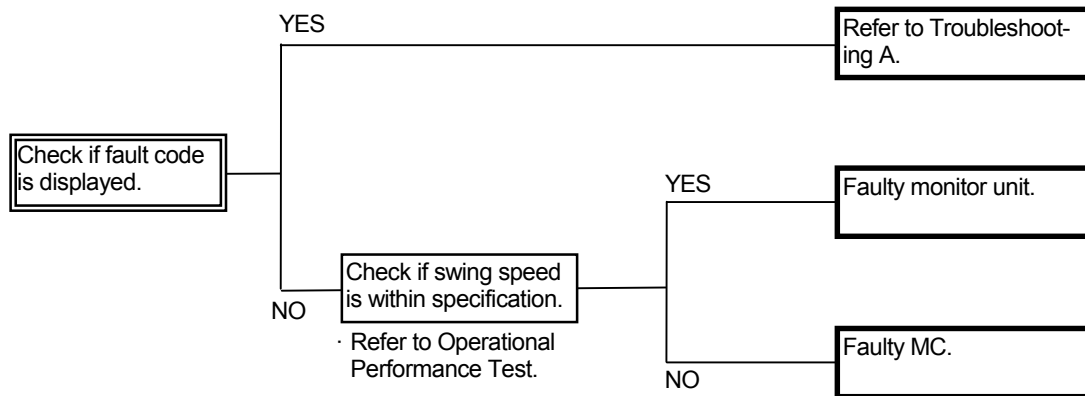 YES
Refer to Troubleshoot-
ing A.
Check if fault code
is displayed.
YES
Faulty monitor unit.
Check if swing speed
is within specification.
NO
· Refer to Operational
Performance Test.
Faulty MC.
NO